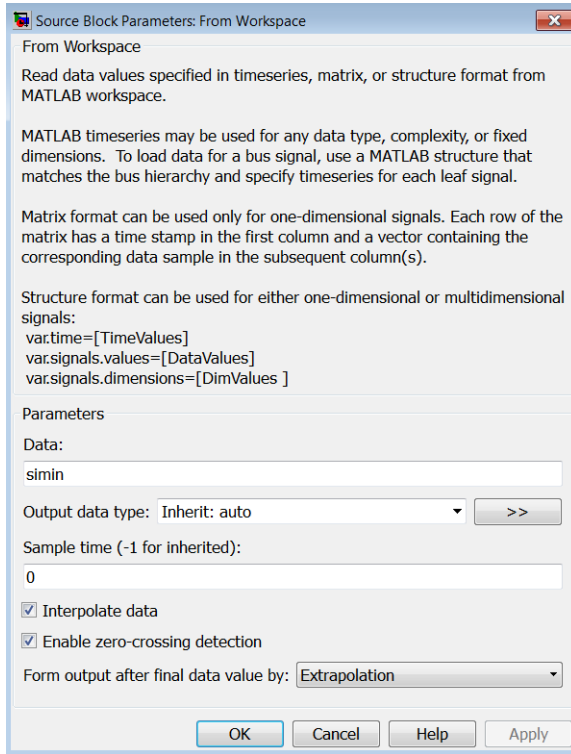 Source Block Parameters: From Workspace
From Workspace
Read data values specified in timeseries, matrix, or structure format from
MATLAB workspace.
MATLAB timeseries may be used for any data type, complexity, or fixed
dimensions.  To load data for a bus signal, use a MATLAB structure that
matches the bus hierarchy and specify timeseries for each leaf signal.
Matrix format can be used only for one-dimensional signals. Each row of the
matrix has a time stamp in the first column and a vector containing the
corresponding data sample in the subsequent column(s).
Structure format can be used for either one-dimensional or multidimensional
signals:
var.time=[TimeValues]
var.signals.values=[DataValues]
var.signals.dimensions=[DimValues ]
Parameters
Data:
simin
Output data type: Inherit: auto >>
Sample time (-1 for inherited):
0
Interpolate data
Enable zero-crossing detection
Form output after final data value by: Extrapolation
OK Cancel Help Apply